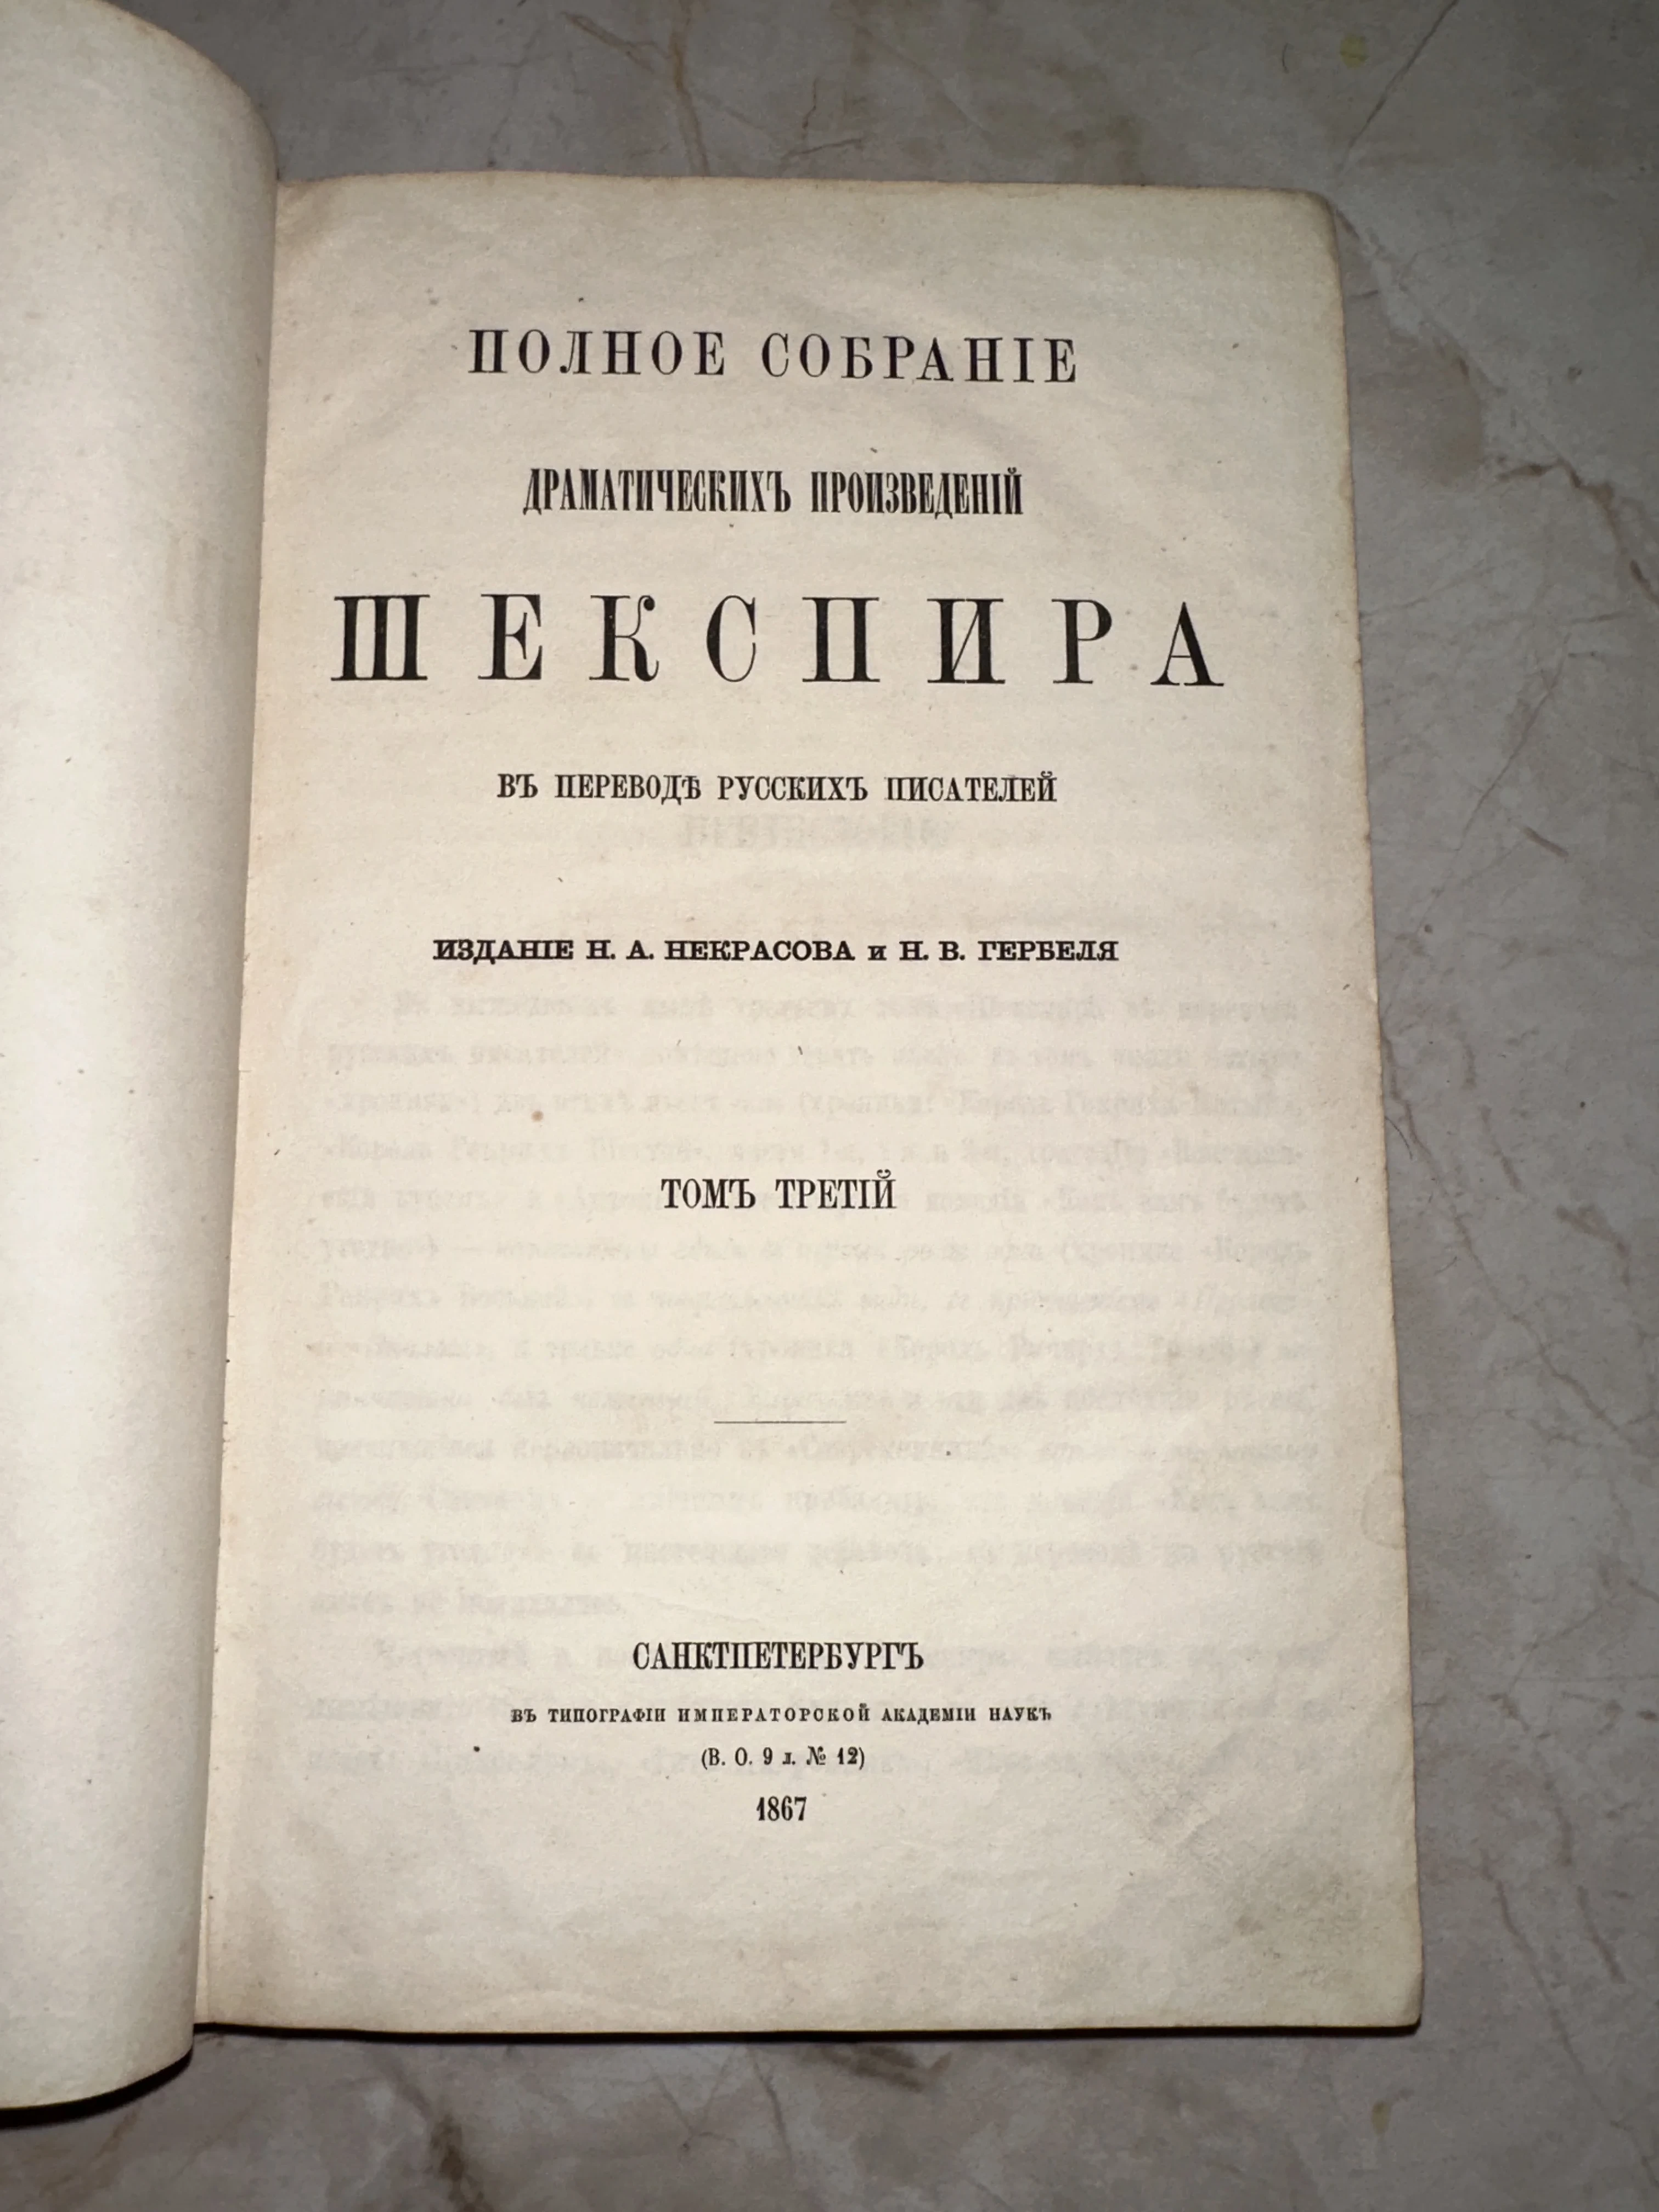 ПОЛНОЕ СОБРАНІЕ
ДРАМАТИЧЕСКИХЪ ПРОИЗВЕДЕНІЙ
ШЕКСПИРА
ВЪ ПЕРЕВОДѢ РУССКИХЪ ПИСАТЕЛЕЙ
ИЗДАНІЕ Н. А. НЕКРАСОВА и Н. В. ГЕРБЕЛЯ
ТОМЪ ТРЕТІЙ
САНКТПЕТЕРБУРГЪ
ВЪ ТИПОГРАФІИ ИМПЕРАТОРСКОЙ АКАДЕМІИ НАУКЪ
(В. О. 9 л. № 12)
1867